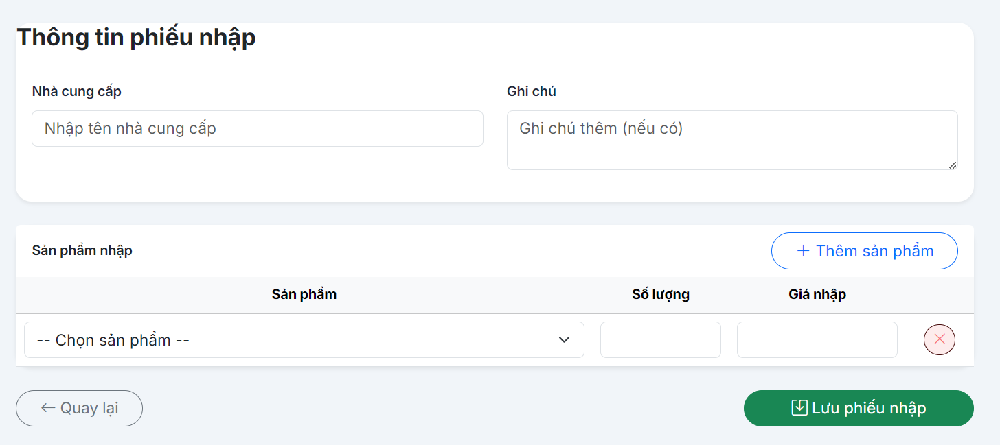 Thông tin phiếu nhập
Nhà cung cấp
Ghi chú
Nhập tên nhà cung cấp
Ghi chú thêm (nếu có)
Sản phẩm nhập
Thêm sản phẩm
Sản phẩm
Số lượng
Giá nhập
-- Chọn sản phẩm --
Quay lại
Lưu phiếu nhập